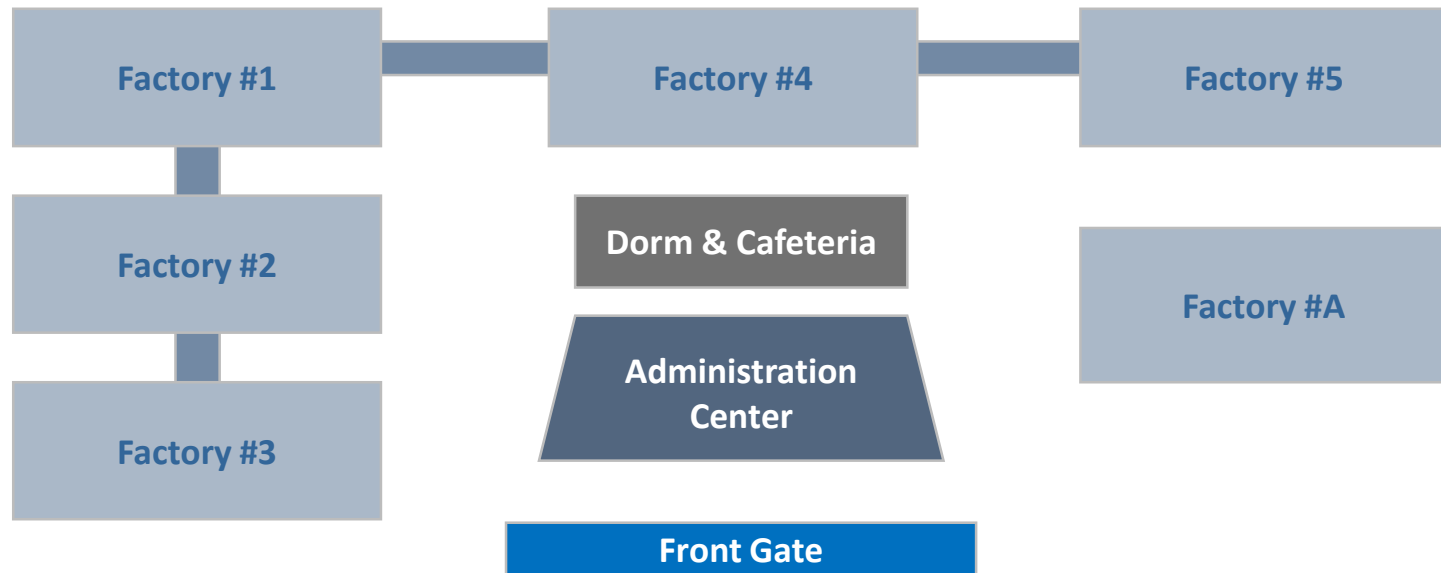 Factory #1
Factory #4
Factory #5
Factory #2
Dorm & Cafeteria
Factory #A
Administration
Center
Factory #3
Front Gate